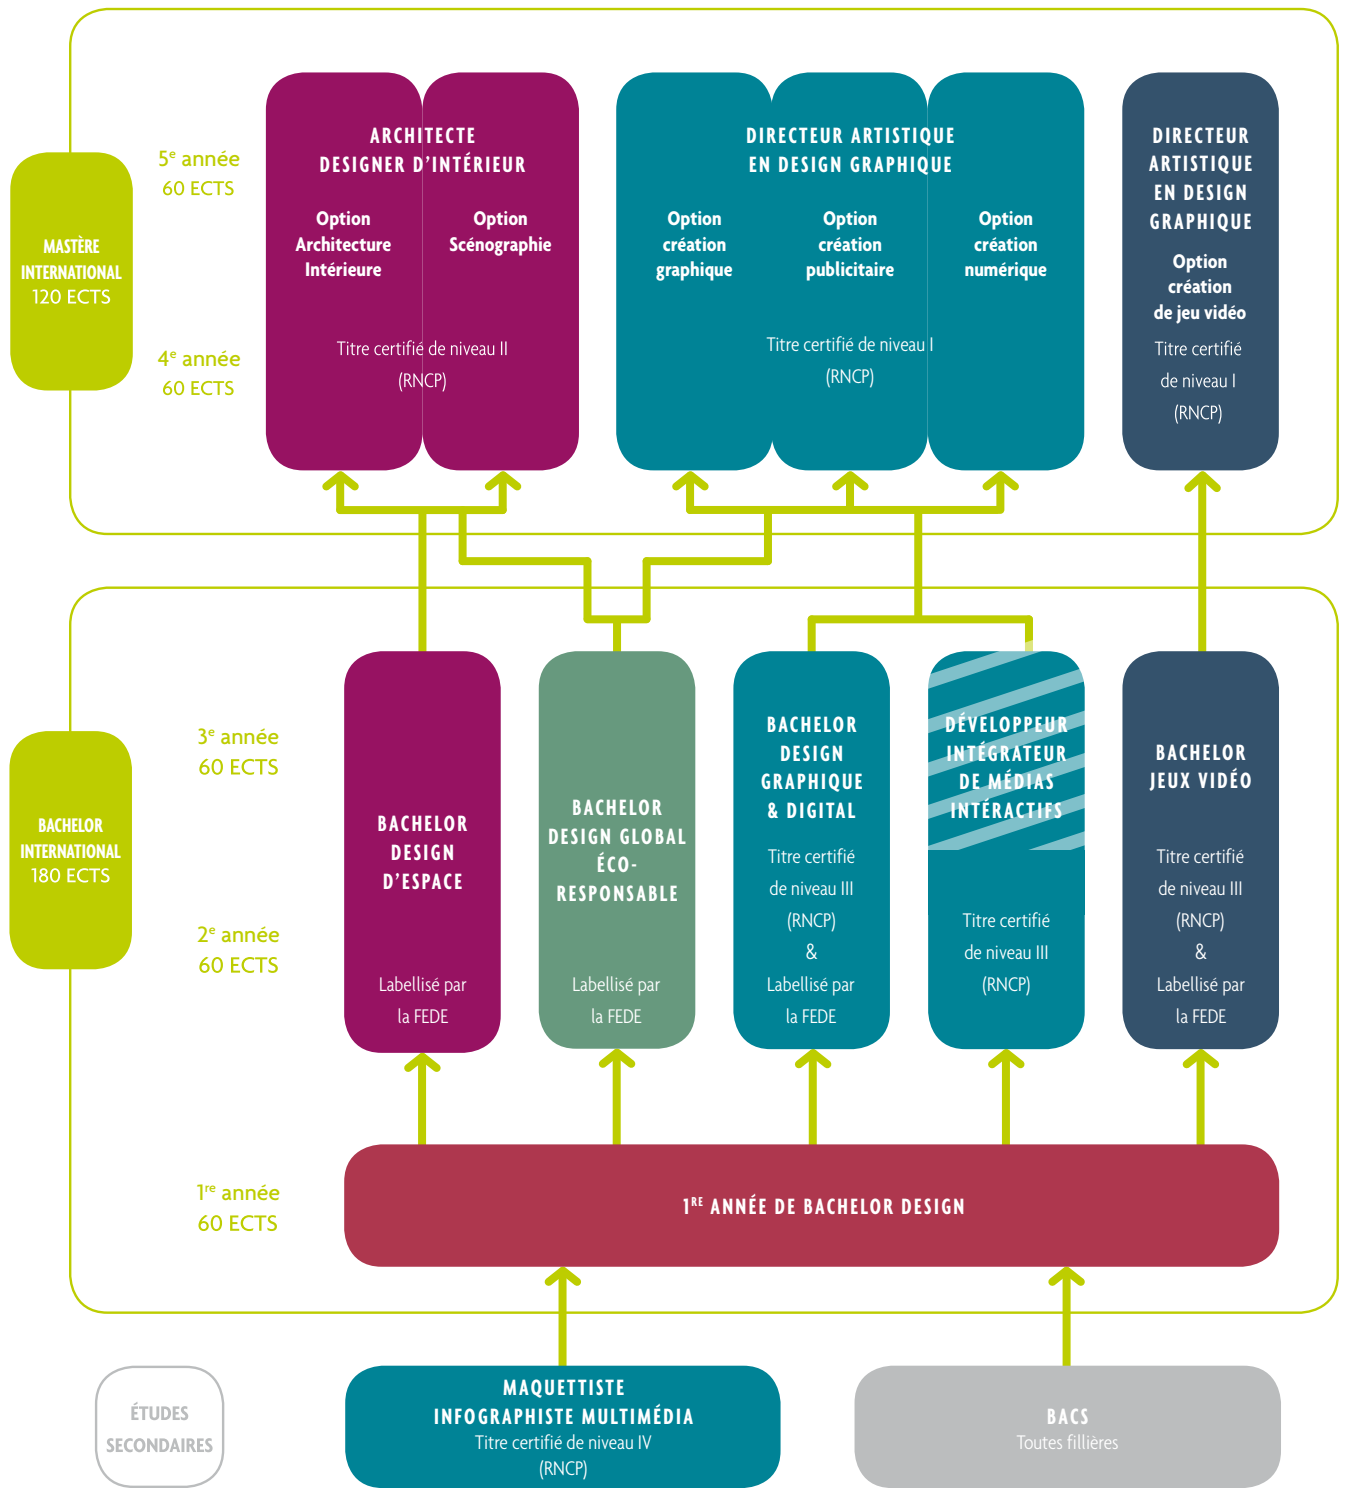 MASTÈRE
INTERNATIONAL
120 ECTS
5e année
60 ECTS
4e année
60 ECTS
ARCHITECTE
DESIGNER D'INTÉRIEUR
Option
Architecture
Intérieure
Option
Scénographie
Titre certifié de niveau II
(RNCP)
DIRECTEUR ARTISTIQUE
EN DESIGN GRAPHIQUE
Option
création
graphique
Option
création
publicitaire
Option
création
numérique
Titre certifié de niveau I
(RNCP)
DIRECTEUR
ARTISTIQUE
EN DESIGN
GRAPHIQUE
Option
création
de jeu vidéo
Titre certifié
de niveau I
(RNCP)
BACHELOR
INTERNATIONAL
180 ECTS
3e année
60 ECTS
2e année
60 ECTS
BACHELOR
DESIGN
D'ESPACE
Labellisé par
la FEDE
BACHELOR
DESIGN GLOBAL
ÉCO-
RESPONSABLE
Labellisé par
la FEDE
BACHELOR
DESIGN
GRAPHIQUE
& DIGITAL
Titre certifié
de niveau III
(RNCP)
&
Labellisé par
la FEDE
DÉVELOPPEUR
INTÉGRATEUR
DE MÉDIAS
INTÉRACTIFS
Titre certifié
de niveau III
(RNCP)
BACHELOR
JEUX VIDÉO
Titre certifié
de niveau III
(RNCP)
&
Labellisé par
la FEDE
1re année
60 ECTS
1RE ANNÉE DE BACHELOR DESIGN
ÉTUDES
SECONDAIRES
MAQUETTISTE
INFOGRAPHISTE MULTIMÉDIA
Titre certifié de niveau IV
(RNCP)
BACS
Toutes fillières